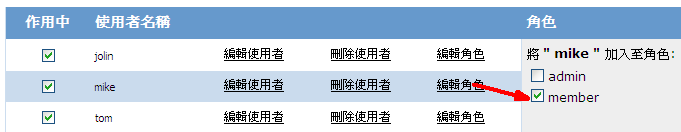 作用中 使用者名稱 角色
jolin 編輯使用者 刪除使用者 編輯角色
將 " mike " 加入至角色:
admin
mike 編輯使用者 刪除使用者 編輯角色
member
tom 編輯使用者 刪除使用者 編輯角色